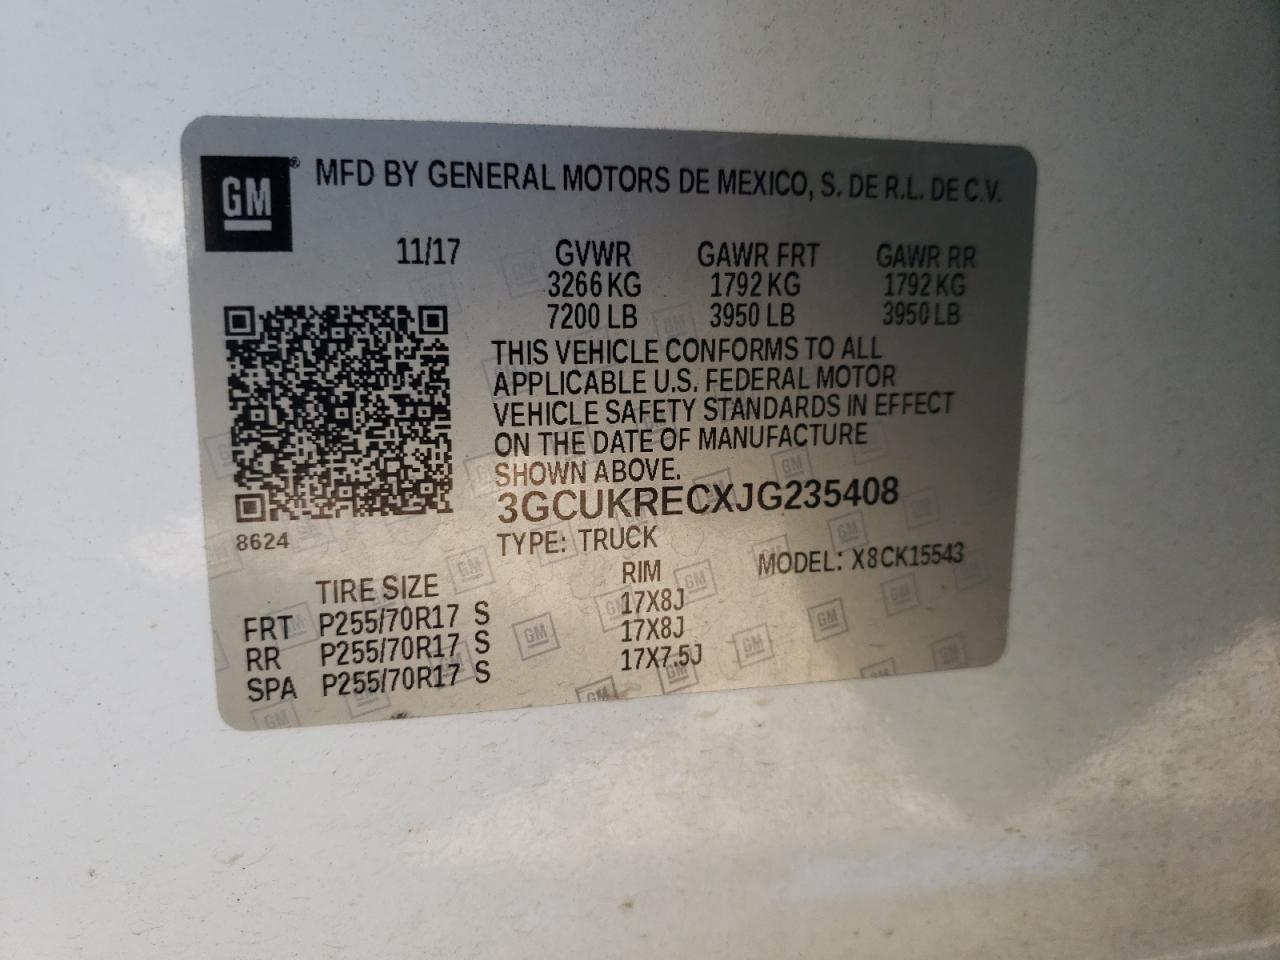 GM® MFD BY GENERAL MOTORS DE MEXICO, S. DE R.L. DE C.V.
11/17 GVWR GAWR FRT GAWR RR
3266 KG 1792 KG 1792 KG
7200 LB 3950 LB 3950 LB
THIS VEHICLE CONFORMS TO ALL
APPLICABLE U.S. FEDERAL MOTOR
VEHICLE SAFETY STANDARDS IN EFFECT
ON THE DATE OF MANUFACTURE
SHOWN ABOVE.
3GCUKRECXJG235408
8624
TYPE: TRUCK MODEL: X8CK15543
TIRE SIZE RIM
FRT P255/70R17 S 17X8J
RR P255/70R17 S 17X8J
SPA P255/70R17 S 17X7.5J